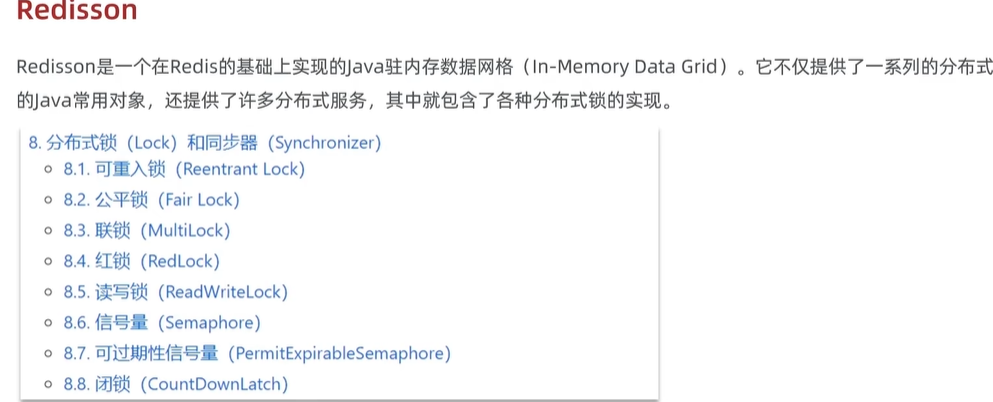 Redisson
Redisson是一个在Redis的基础上实现的Java驻内存数据网格（In-Memory Data Grid）。它不仅提供了一系列的分布式
的Java常用对象，还提供了许多分布式服务，其中就包含了各种分布式锁的实现。
8. 分布式锁（Lock）和同步器（Synchronizer）
8.1. 可重入锁（Reentrant Lock）
8.2. 公平锁（Fair Lock）
8.3. 联锁（MultiLock）
8.4. 红锁（RedLock）
8.5. 读写锁（ReadWriteLock）
8.6. 信号量（Semaphore）
8.7. 可过期性信号量（PermitExpirableSemaphore）
8.8. 闭锁（CountDownLatch）